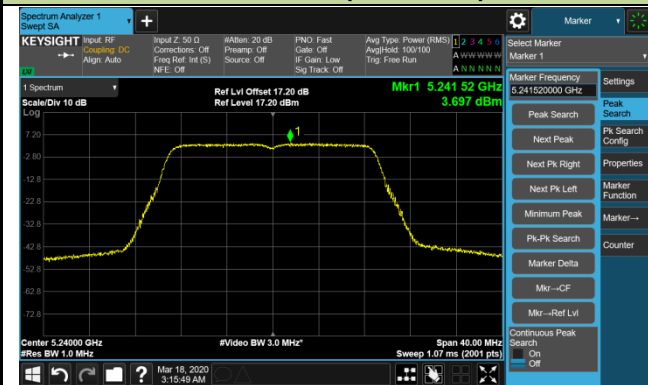 Spectrum Analyzer 1
Swept SA
+
Marker
KEYSIGHT
Input: RF
Coupling: DC
Align: Auto
Input Z: 50 Ω
Corrections: Off
Freq Ref: Int (S)
NFE: Off
#Atten: 20 dB
Preamp: Off
Source: Off
PNO: Fast
Gate: Off
IF Gain: Low
Sig Track: Off
Avg Type: Power (RMS)
Avg|Hold: 100/100
Trig: Free Run
1 2 3 4 5 6
A W W W W W
A N N N N N
Select Marker
Marker 1
LXI
1 Spectrum
Scale/Div 10 dB
Log
Ref Lvl Offset 17.20 dB
Ref Level 17.20 dBm
Mkr1 5.241 52 GHz
3.697 dBm
7.20
-2.80
-12.8
-22.8
-32.8
-42.8
-52.8
-62.8
-72.8
1
Center 5.24000 GHz
#Res BW 1.0 MHz
#Video BW 3.0 MHz*
Span 40.00 MHz
Sweep 1.07 ms (2001 pts)
Marker Frequency
5.241520000 GHz
Peak Search
Next Peak
Next Pk Right
Next Pk Left
Minimum Peak
Pk-Pk Search
Marker Delta
Mkr→CF
Mkr→Ref Lvl
Continuous Peak
Search
On
Off
Settings
Peak
Search
Pk Search
Config
Properties
Marker
Function
Marker→
Counter
?
Mar 18, 2020
3:15:49 AM